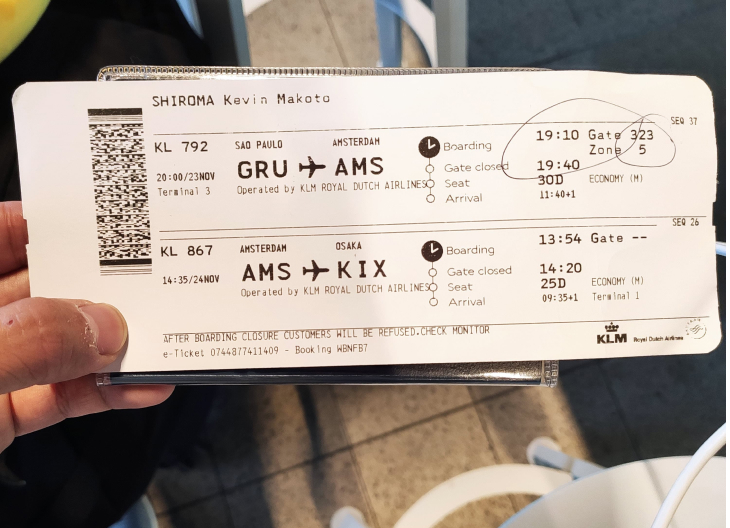 SHIROMA Kevin Makoto
SEQ 37
KL 792 SAO PAULO AMSTERDAM Boarding 19:10 Gate 323
Zone 5
GRU AMS Gate closed 19:40
20:00/23NOV Seat 30D ECONOMY (M)
Terminal 3 Operated by KLM ROYAL DUTCH AIRLINES Arrival 11:40+1
SEQ 26
KL 867 AMSTERDAM OSAKA Boarding 13:54 Gate --
AMS KIX Gate closed 14:20
14:35/24NOV Seat 25D ECONOMY (M)
Operated by KLM ROYAL DUTCH AIRLINES Arrival 09:35+1 Terminal 1
AFTER BOARDING CLOSURE CUSTOMERS WILL BE REFUSED.CHECK MONITOR
e-Ticket 0744877411409 - Booking WBNFB7
KLM Royal Dutch Airlines